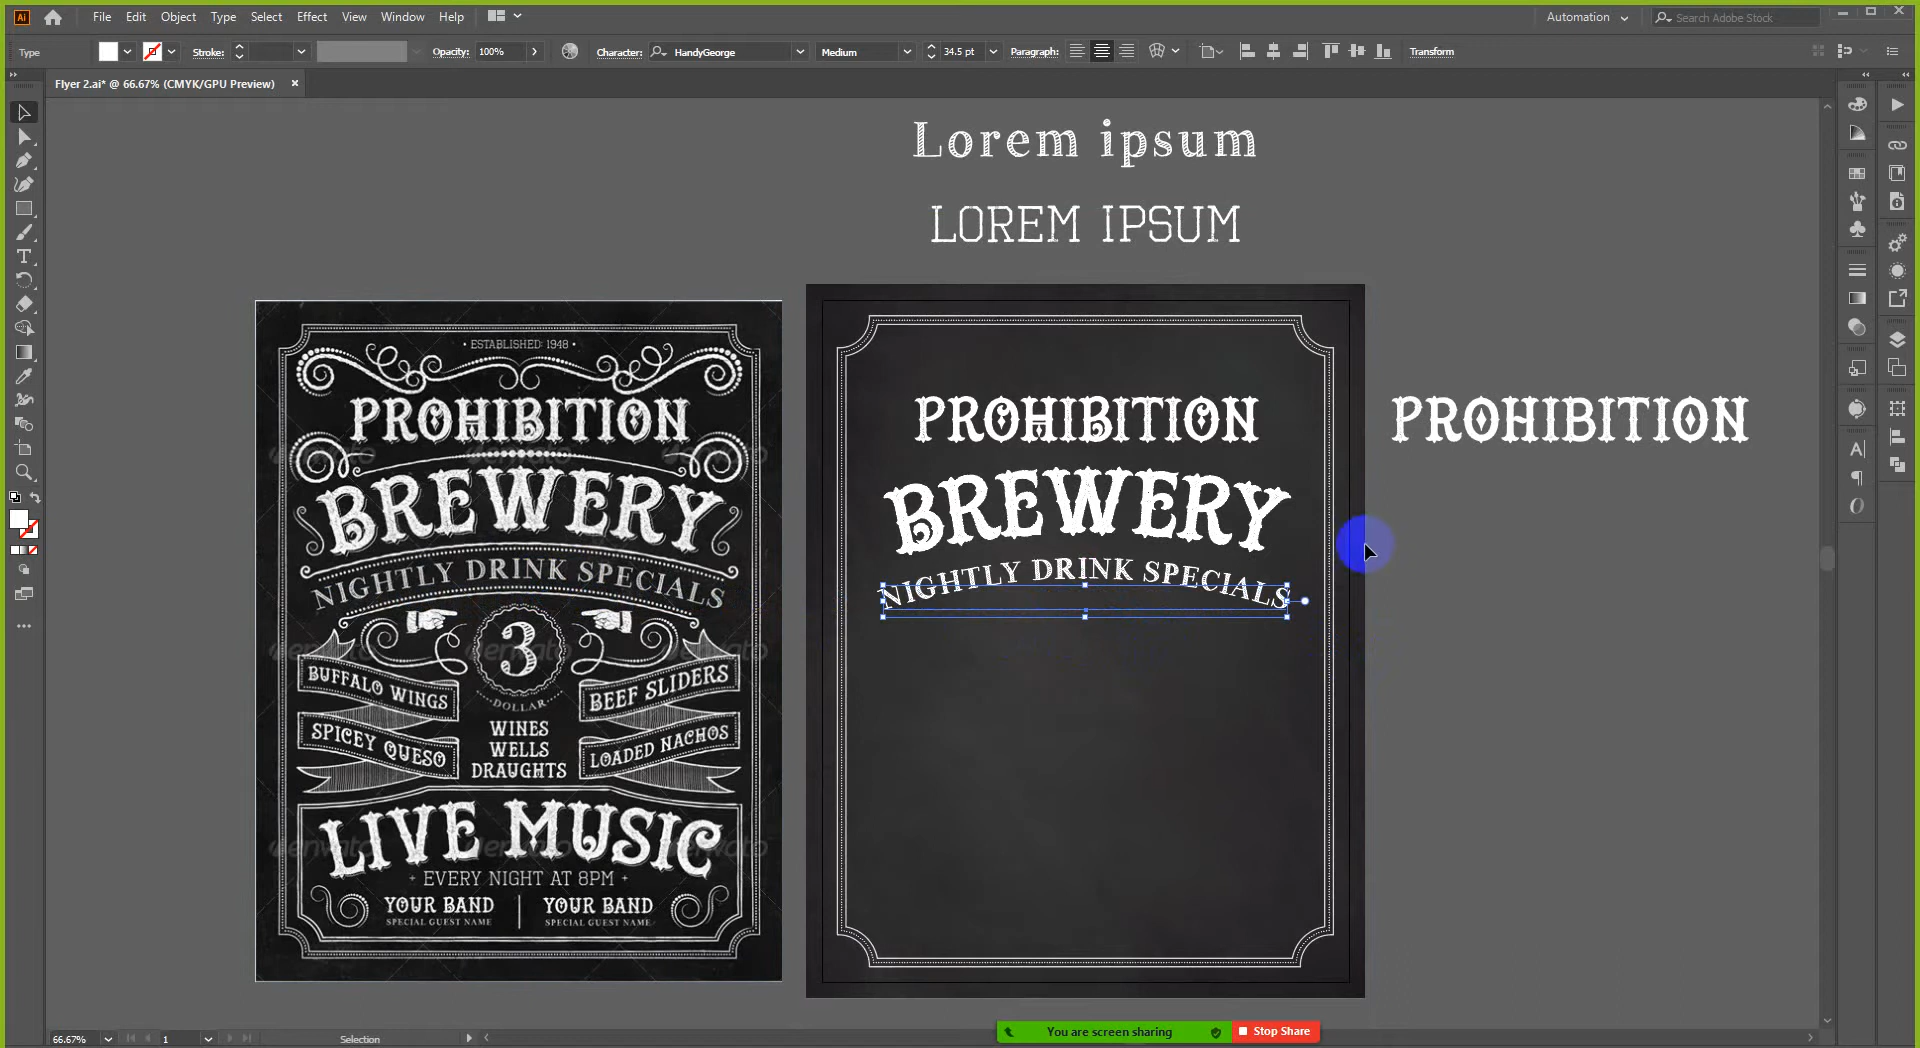 Ai File Edit Object Type Select Effect View Window Help Automation Search Adobe Stock
Type Stroke: Opacity: 100% Character: HandyGeorge Medium 34.5 pt Paragraph: Transform
Flyer 2.ai* @ 66.67% (CMYK/GPU Preview)
Lorem ipsum
LOREM IPSUM
• ESTABLISHED: 1948 •
PROHIBITION
BREWERY
NIGHTLY DRINK SPECIALS
3
DOLLAR
BUFFALO WINGS
BEEF SLIDERS
SPICEY QUESO
LOADED NACHOS
WINES
WELLS
DRAUGHTS
LIVE MUSIC
+ EVERY NIGHT AT 8PM +
YOUR BAND
SPECIAL GUEST NAME
YOUR BAND
SPECIAL GUEST NAME
PROHIBITION
BREWERY
NIGHTLY DRINK SPECIALS
PROHIBITION
66.67% 1 Selection
You are screen sharing Stop Share